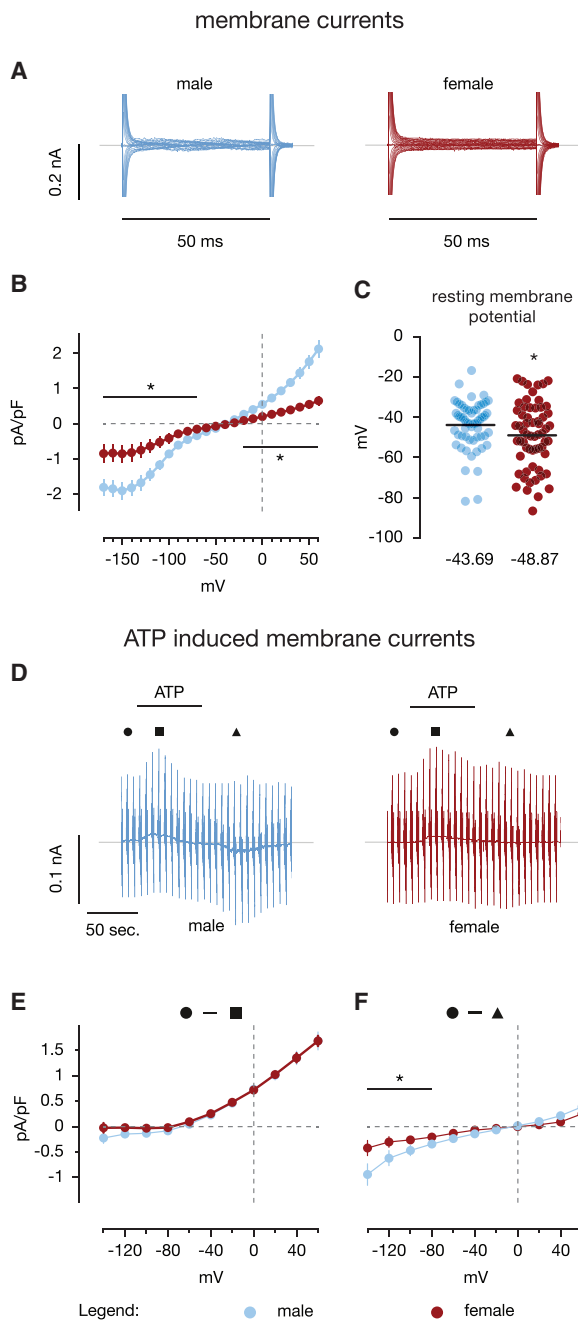 membrane currents
A
male
female
0.2 nA
50 ms
50 ms
B
pA/pF
2
1
0
-1
-2
*
*
-150
-100
-50
0
50
mV
C
resting membrane
potential
mV
0
-20
-40
-60
-80
-100
*
-43.69
-48.87
ATP induced membrane currents
D
ATP
ATP
0.1 nA
50 sec.
male
female
E
pA/pF
1.5
1
0.5
0
-0.5
-1
-120
-80
-40
0
40
mV
F
*
-120
-80
-40
0
40
mV
Legend:
male
female